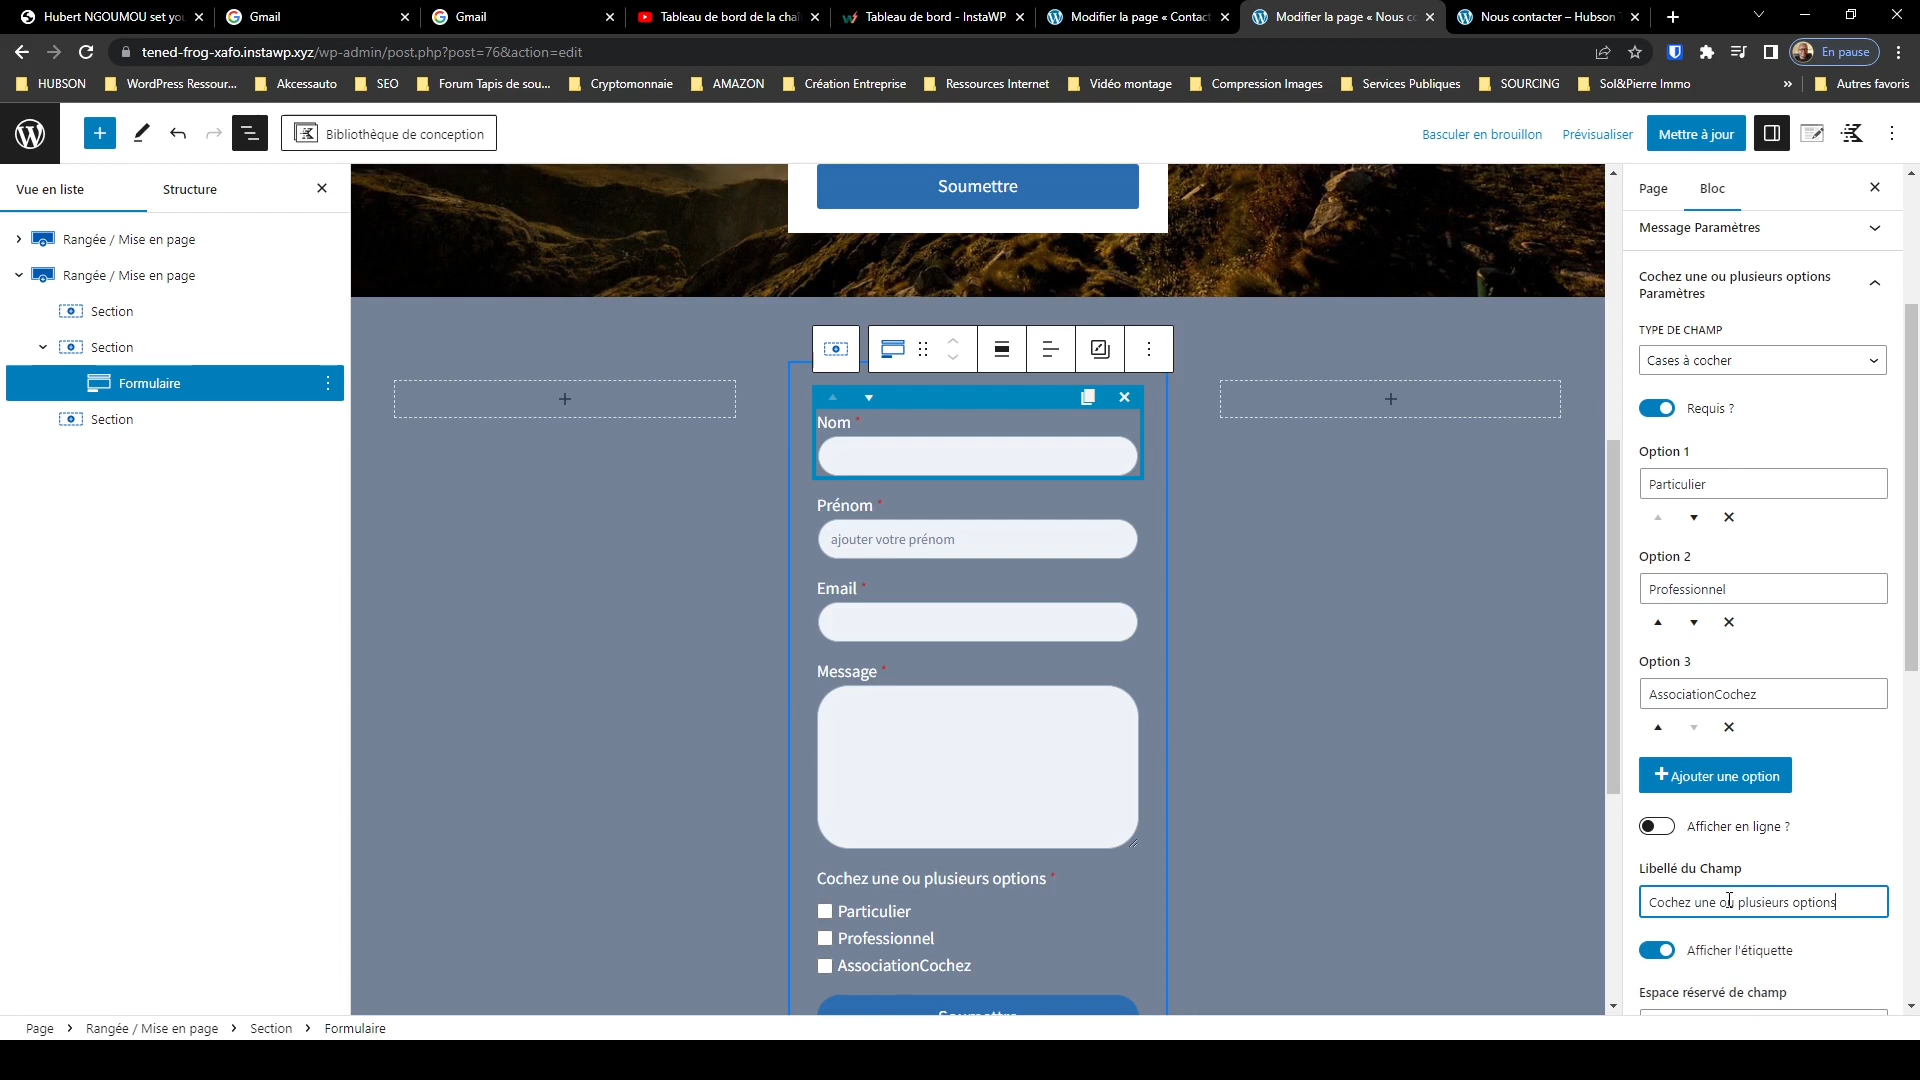 Hubert NGOUMOU set yo
Gmail
Gmail
Tableau de bord de la chaî
Tableau de bord - InstaWP
Modifier la page « Contac
Modifier la page « Nous c
Nous contacter – Hubson
tened-frog-xafo.instawp.xyz/wp-admin/post.php?post=76&action=edit
En pause
HUBSON
WordPress Ressour...
Akcessauto
SEO
Forum Tapis de sou...
Cryptomonnaie
AMAZON
Création Entreprise
Ressources Internet
Vidéo montage
Compression Images
Services Publiques
SOURCING
Sol&Pierre Immo
»
Autres favoris
Bibliothèque de conception
Basculer en brouillon
Prévisualiser
Mettre à jour
Vue en liste
Structure
Rangée / Mise en page
Rangée / Mise en page
Section
Section
Formulaire
Section
Soumettre
Nom *
Prénom *
ajouter votre prénom
Email *
Message *
Cochez une ou plusieurs options *
Particulier
Professionnel
AssociationCochez
Soumettre
Page
Bloc
Message Paramètres
Cochez une ou plusieurs options
Paramètres
TYPE DE CHAMP
Cases à cocher
Requis ?
Option 1
Particulier
Option 2
Professionnel
Option 3
AssociationCochez
Ajouter une option
Afficher en ligne ?
Libellé du Champ
Cochez une ou plusieurs options
Afficher l'étiquette
Espace réservé de champ
Page > Rangée / Mise en page > Section > Formulaire